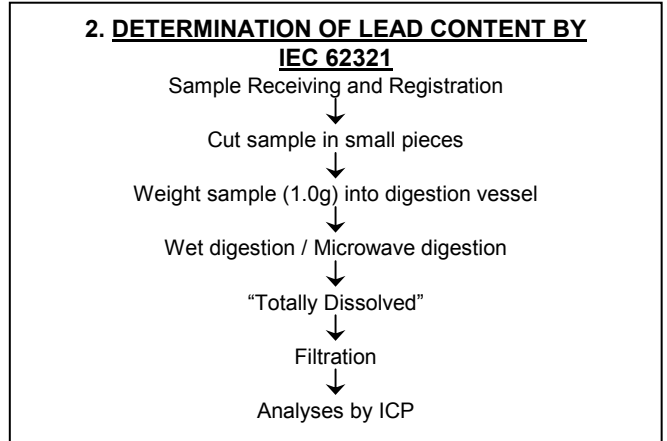 2. DETERMINATION OF LEAD CONTENT BY
IEC 62321
Sample Receiving and Registration
Cut sample in small pieces
Weight sample (1.0g) into digestion vessel
Wet digestion / Microwave digestion
“Totally Dissolved”
Filtration
Analyses by ICP